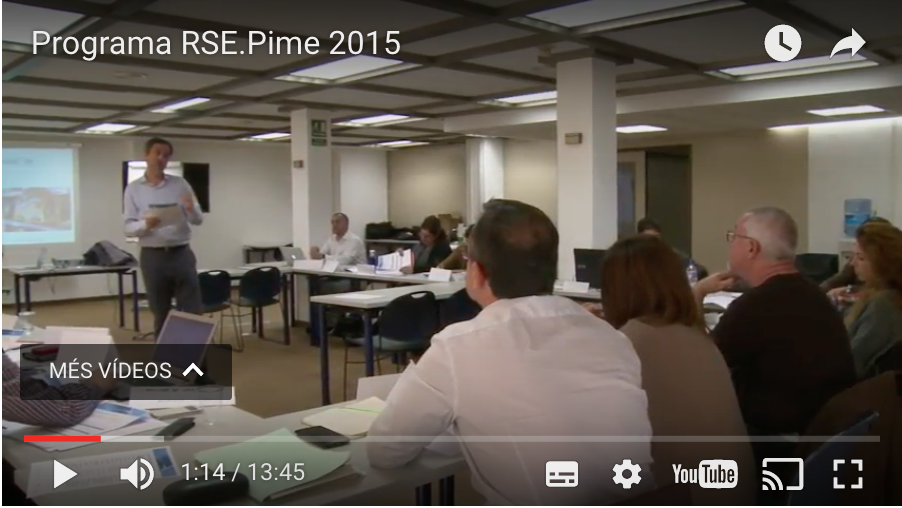 Programa RSE.Pime 2015
MÉS VÍDEOS
1:14 / 13:45
YouTube